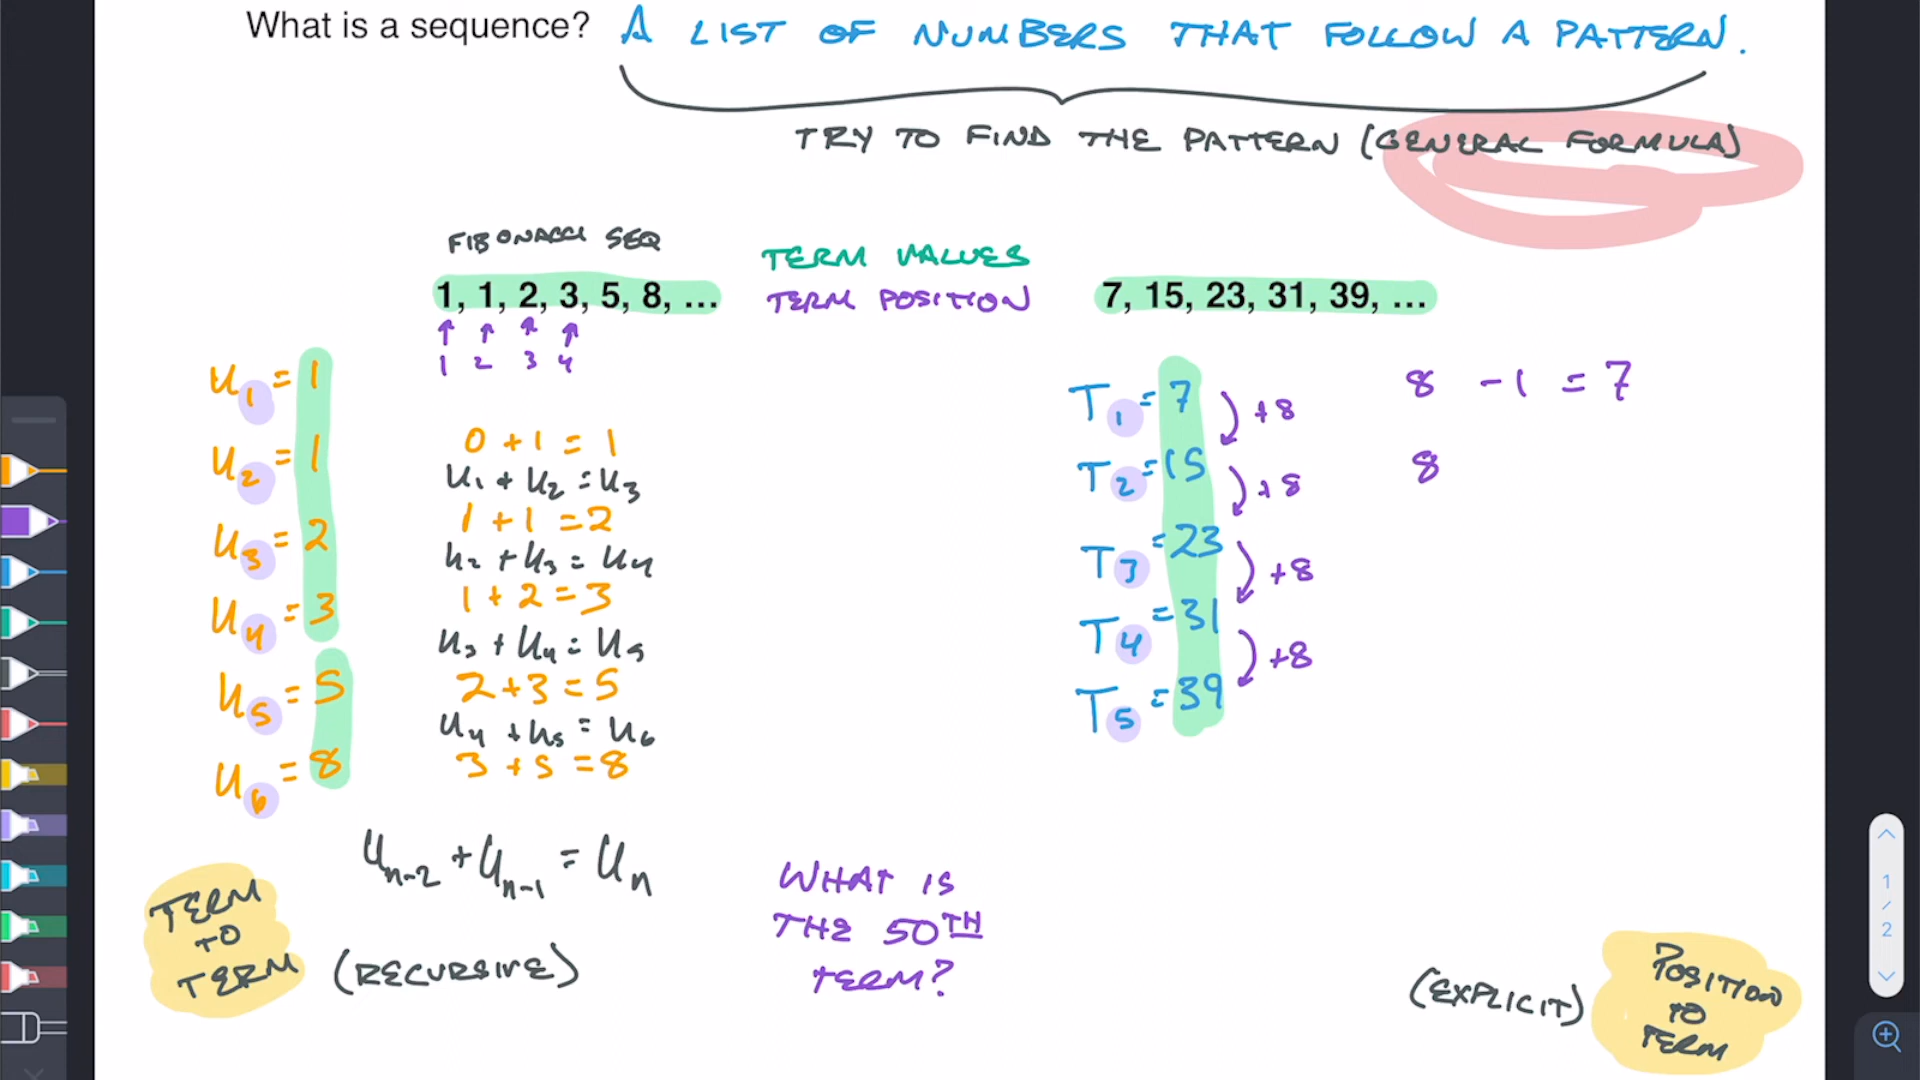 What is a sequence? A LIST OF NUMBERS THAT FOLLOW A PATTERN.
TRY TO FIND THE PATTERN (GENERAL FORMULA)
FIBONACCI SEQ
1, 1, 2, 3, 5, 8, ...
1 2 3 4
TERM VALUES
TERM POSITION
7, 15, 23, 31, 39, ...
U₁ = 1
U₂ = 1
U₃ = 2
U₄ = 3
U₅ = 5
U₆ = 8
0 + 1 = 1
U₁ + U₂ = U₃
1 + 1 = 2
U₂ + U₃ = U₄
1 + 2 = 3
U₃ + U₄ = U₅
2 + 3 = 5
U₄ + U₅ = U₆
3 + 5 = 8
Uₙ₋₂ + Uₙ₋₁ = Uₙ
TERM
TO
TERM
(RECURSIVE)
WHAT IS
THE 50TH
TERM?
T₁ = 7 +8
T₂ = 15 +8
T₃ = 23 +8
T₄ = 31 +8
T₅ = 39
8 - 1 = 7
8
(EXPLICIT)
POSITION
TO
TERM
1
/
2